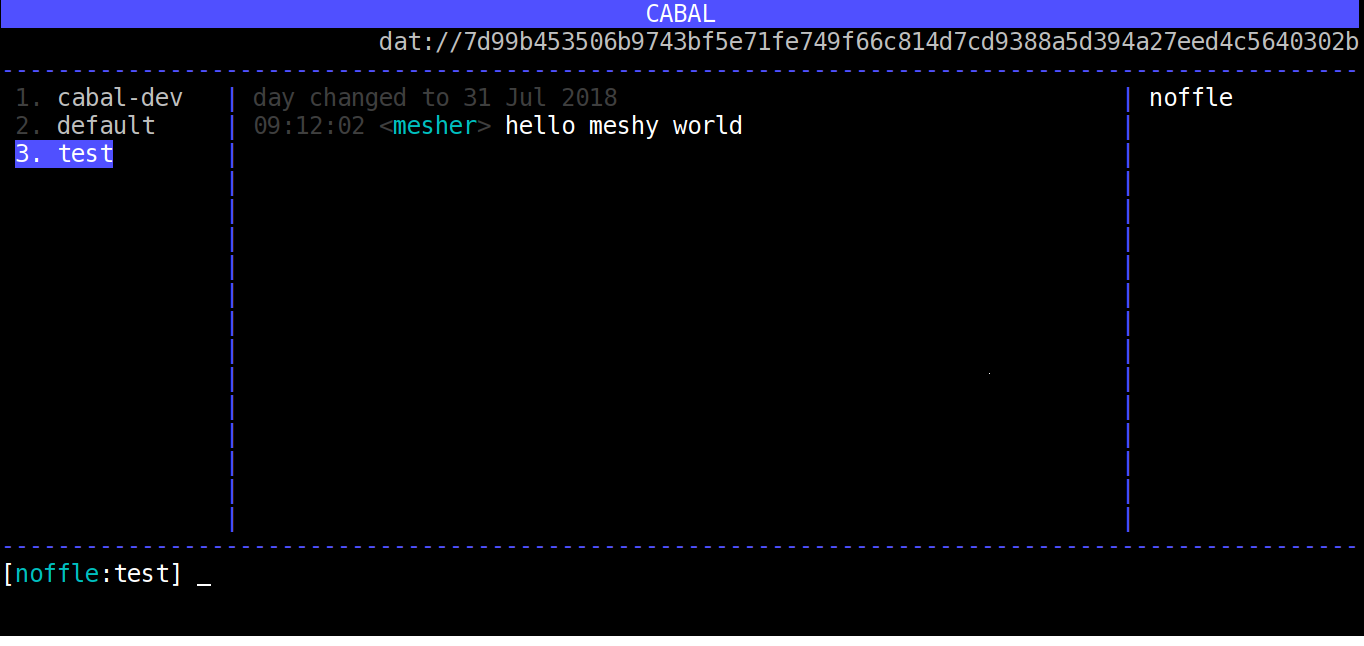 CABAL
dat://7d99b453506b9743bf5e71fe749f66c814d7cd9388a5d394a27eed4c5640302b
1. cabal-dev
2. default
3. test
day changed to 31 Jul 2018
09:12:02 <mesher> hello meshy world
noffle
[noffle:test] _